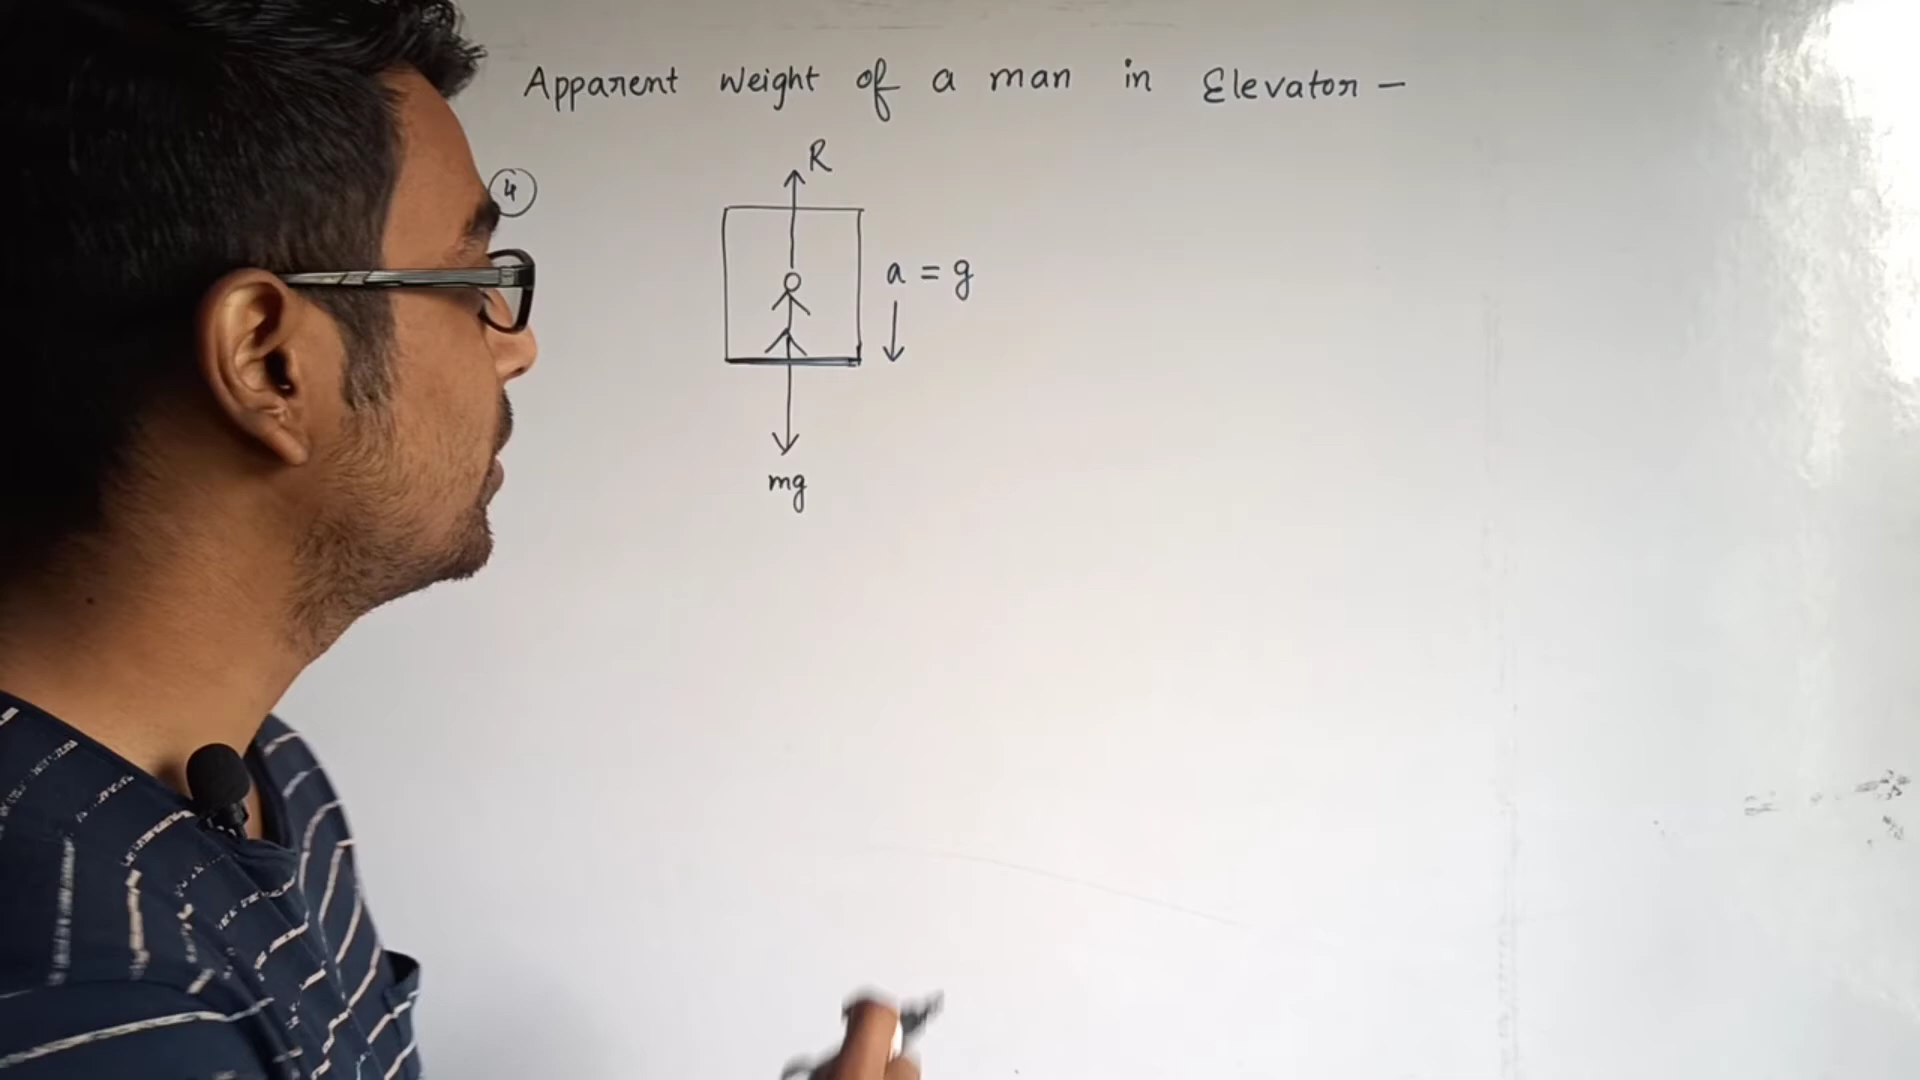 Apparent Weight of a man in Elevator -
4
R
a = g
mg